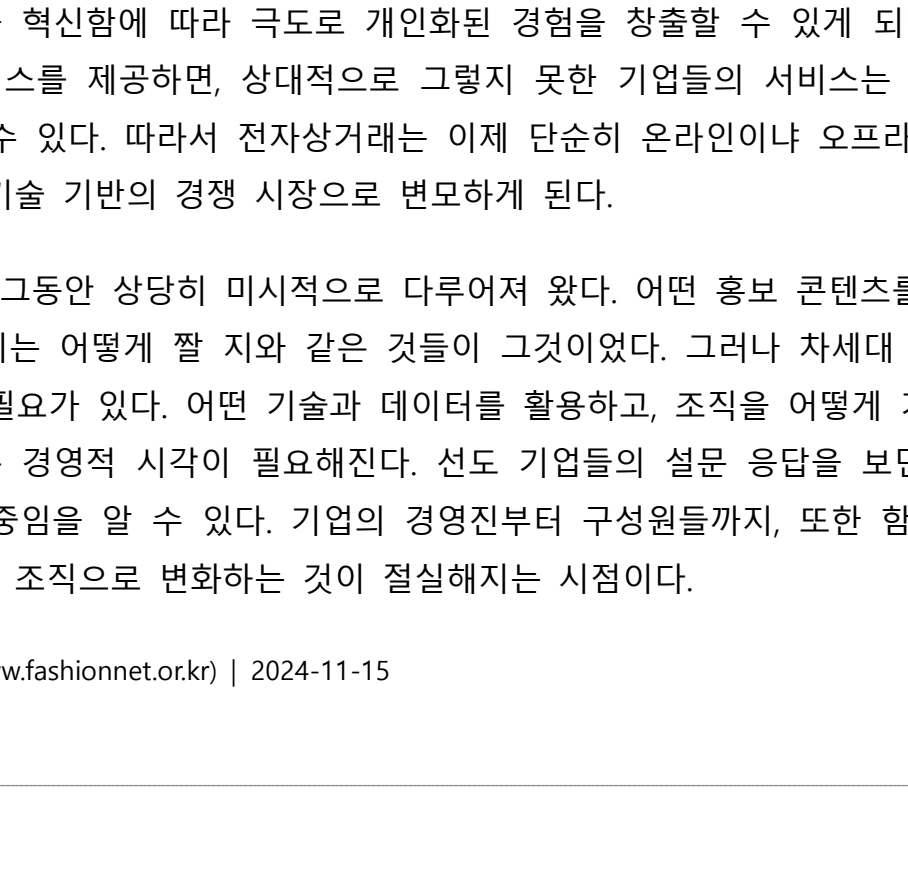 혁신함에 따라 극도로 개인화된 경험을 창출할 수 있게 되
스를 제공하면, 상대적으로 그렇지 못한 기업들의 서비스는
수 있다. 따라서 전자상거래는 이제 단순히 온라인이냐 오프라
기술 기반의 경쟁 시장으로 변모하게 된다.
그동안 상당히 미시적으로 다루어져 왔다. 어떤 홍보 콘텐츠를
는 어떻게 짤 지와 같은 것들이 그것이었다. 그러나 차세대
필요가 있다. 어떤 기술과 데이터를 활용하고, 조직을 어떻게
경영적 시각이 필요해진다. 선도 기업들의 설문 응답을 보면
중임을 알 수 있다. 기업의 경영진부터 구성원들까지, 또한 함
조직으로 변화하는 것이 절실해지는 시점이다.
w.fashionnet.or.kr) | 2024-11-15